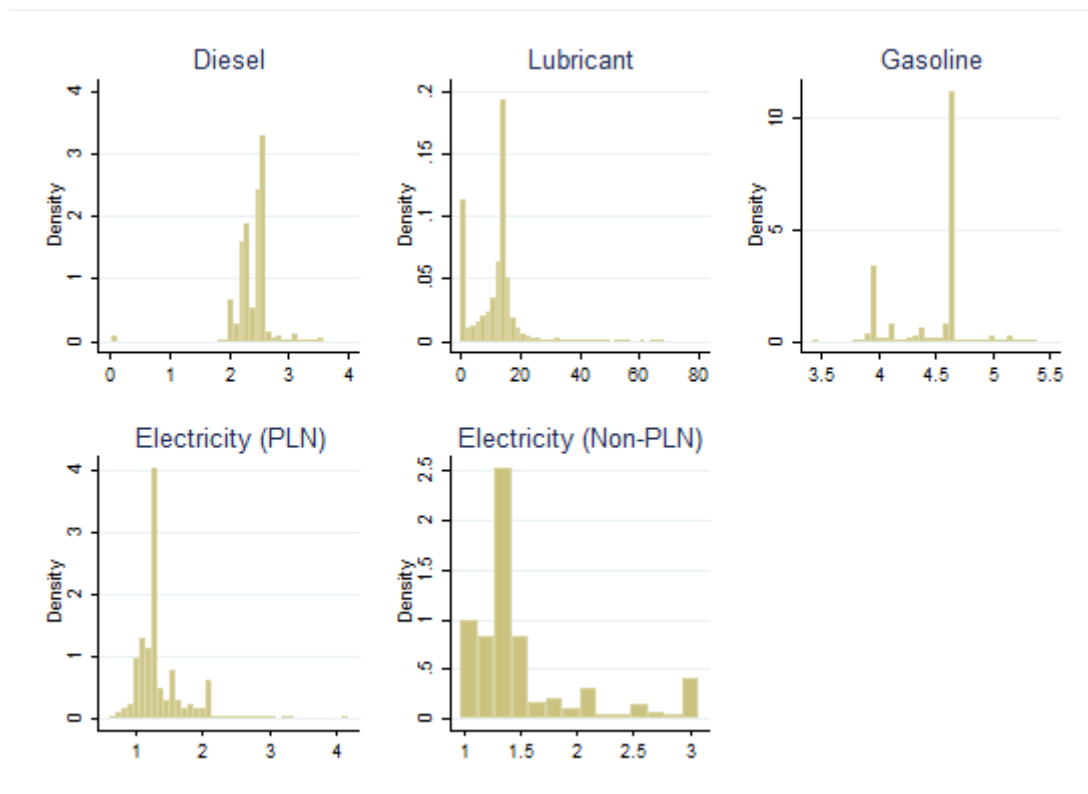 Diesel
Density
0
1
2
3
4
0 1 2 3 4
Lubricant
Density
0
.05
.1
.15
.2
0 20 40 60 80
Gasoline
Density
0
5
10
3.5 4 4.5 5 5.5
Electricity (PLN)
Density
0
1
2
3
4
1 2 3 4
Electricity (Non-PLN)
Density
0
.5
1
1.5
2
2.5
1 1.5 2 2.5 3